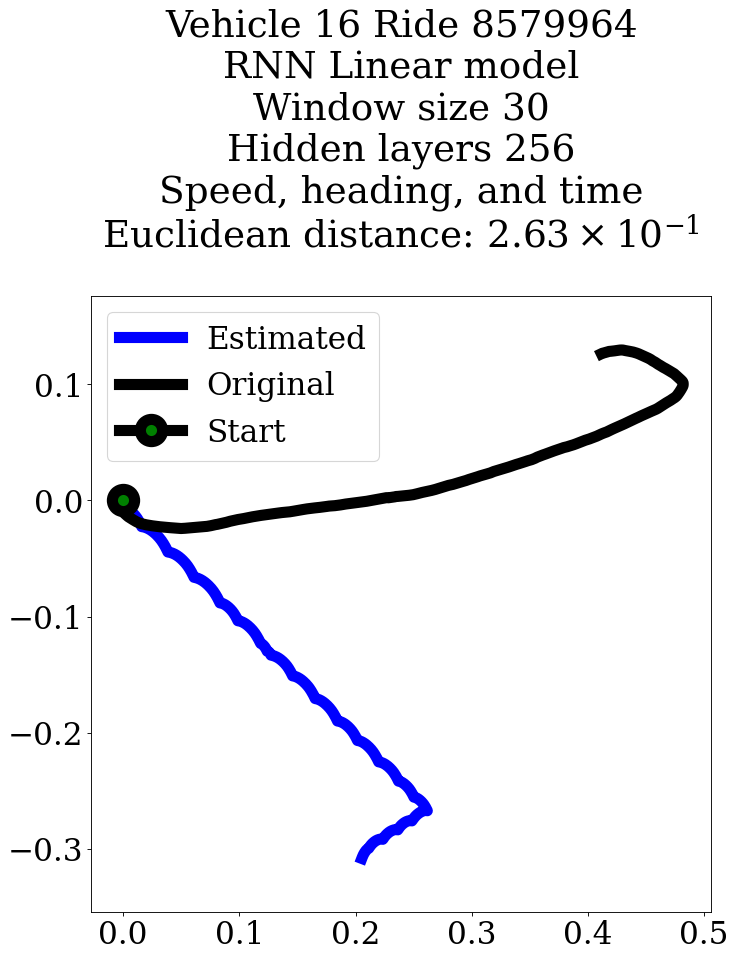 Vehicle 16 Ride 8579964
RNN Linear model
Window size 30
Hidden layers 256
Speed, heading, and time
Euclidean distance: 2.63 × 10⁻¹
Estimated
Original
Start
0.1
0.0
−0.1
−0.2
−0.3
0.0 0.1 0.2 0.3 0.4 0.5